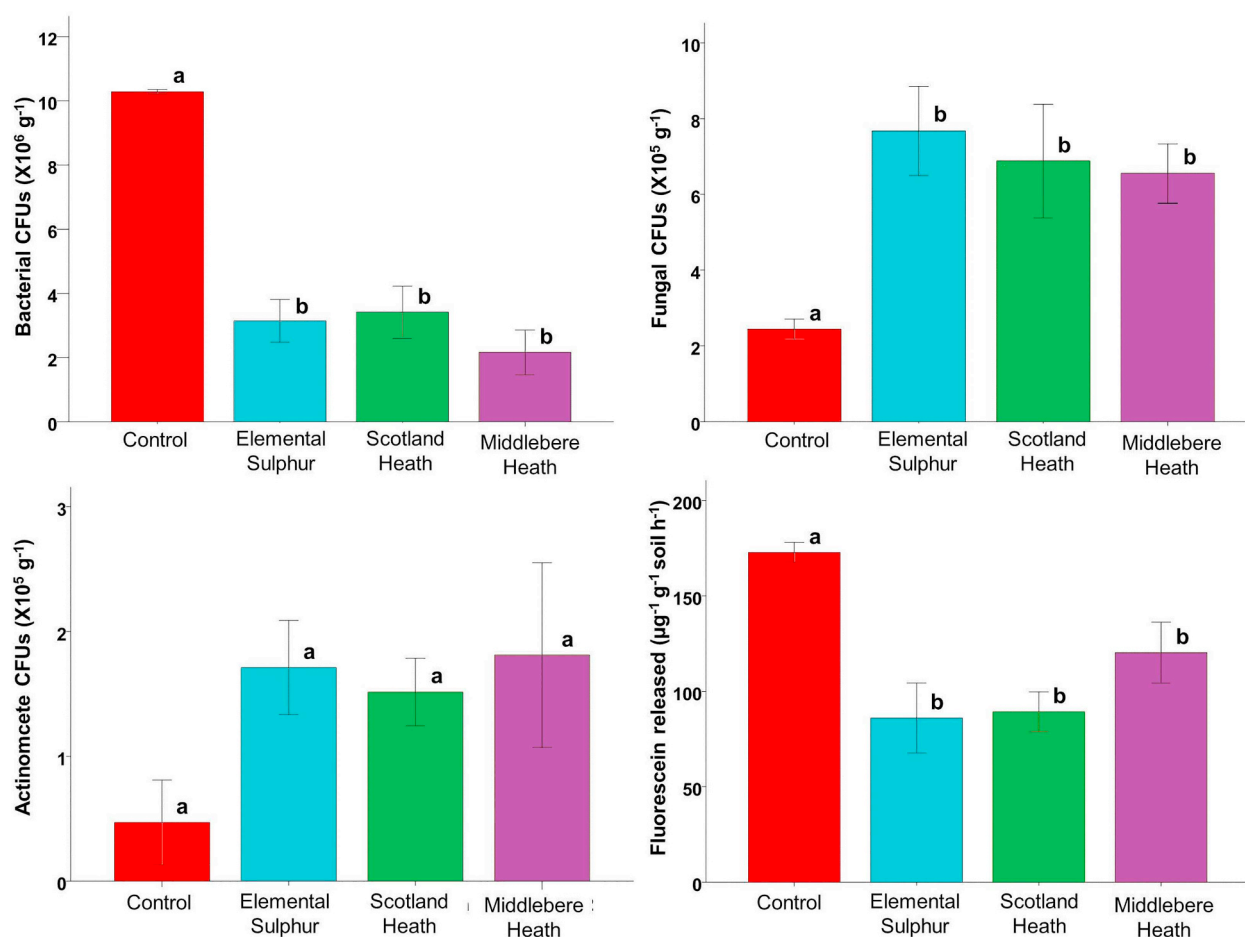 Bacterial CFUs (X10⁶ g⁻¹)
12
10
8
6
4
2
0
a
b
b
b
Control
Elemental
Sulphur
Scotland
Heath
Middlebere
Heath
Fungal CFUs (X10⁵ g⁻¹)
10
8
6
4
2
0
a
b
b
b
Control
Elemental
Sulphur
Scotland
Heath
Middlebere
Heath
Actinomcete CFUs (X10⁵ g⁻¹)
3
2
1
0
a
a
a
a
Control
Elemental
Sulphur
Scotland
Heath
Middlebere
Heath
Fluorescein released (µg⁻¹ g⁻¹ soil h⁻¹)
200
150
100
50
0
a
b
b
b
Control
Elemental
Sulphur
Scotland
Heath
Middlebere
Heath